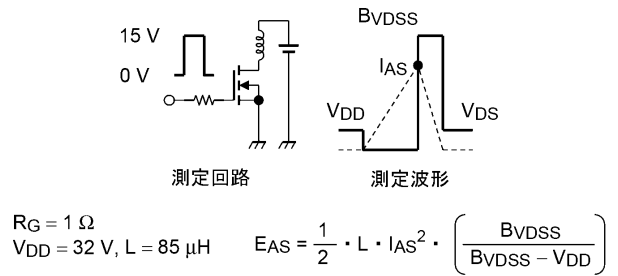 15 V
0 V
測定回路
BVDSS
IAS
VDD
VDS
測定波形
RG = 1 Ω
VDD = 32 V, L = 85 μH
EAS = 1/2 · L · IAS² · (BVDSS / (BVDSS − VDD))